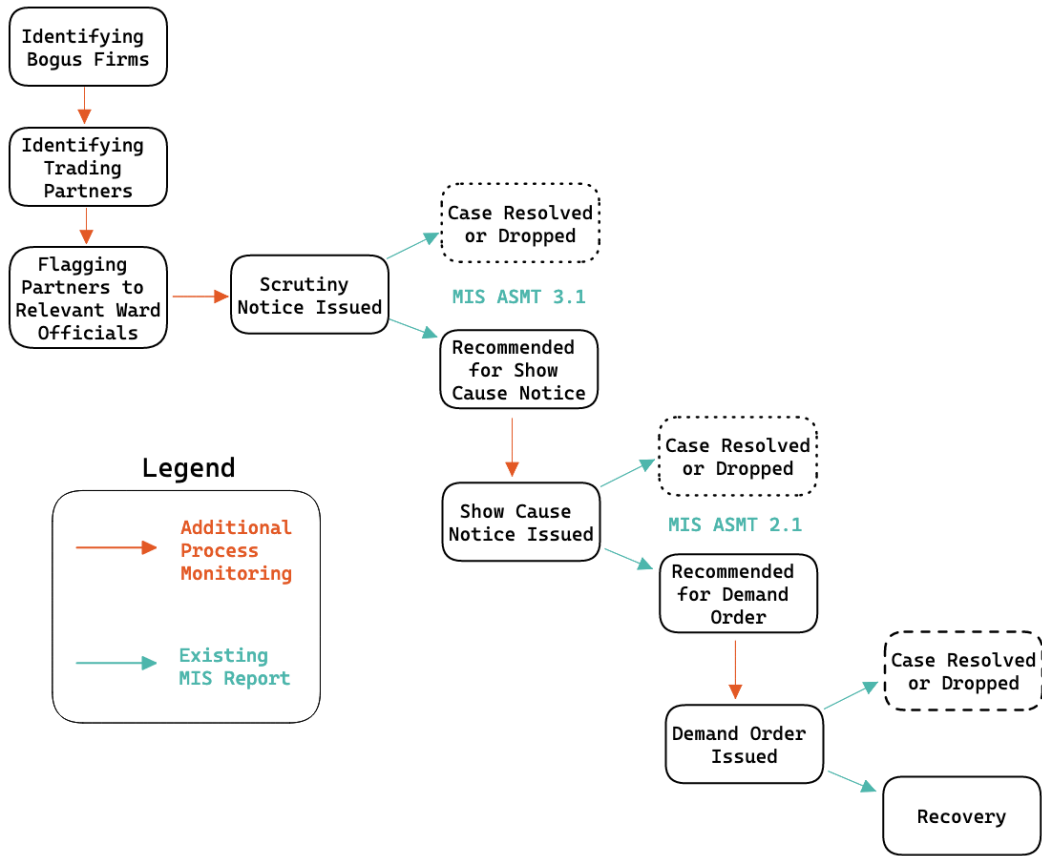 Identifying
Bogus Firms
Identifying
Trading
Partners
Flagging
Partners to
Relevant Ward
Officials
Scrutiny
Notice Issued
Case Resolved
or Dropped
MIS ASMT 3.1
Recommended
for Show
Cause Notice
Show Cause
Notice Issued
Case Resolved
or Dropped
MIS ASMT 2.1
Recommended
for Demand
Order
Demand Order
Issued
Case Resolved
or Dropped
Recovery
Legend
Additional
Process
Monitoring
Existing
MIS Report